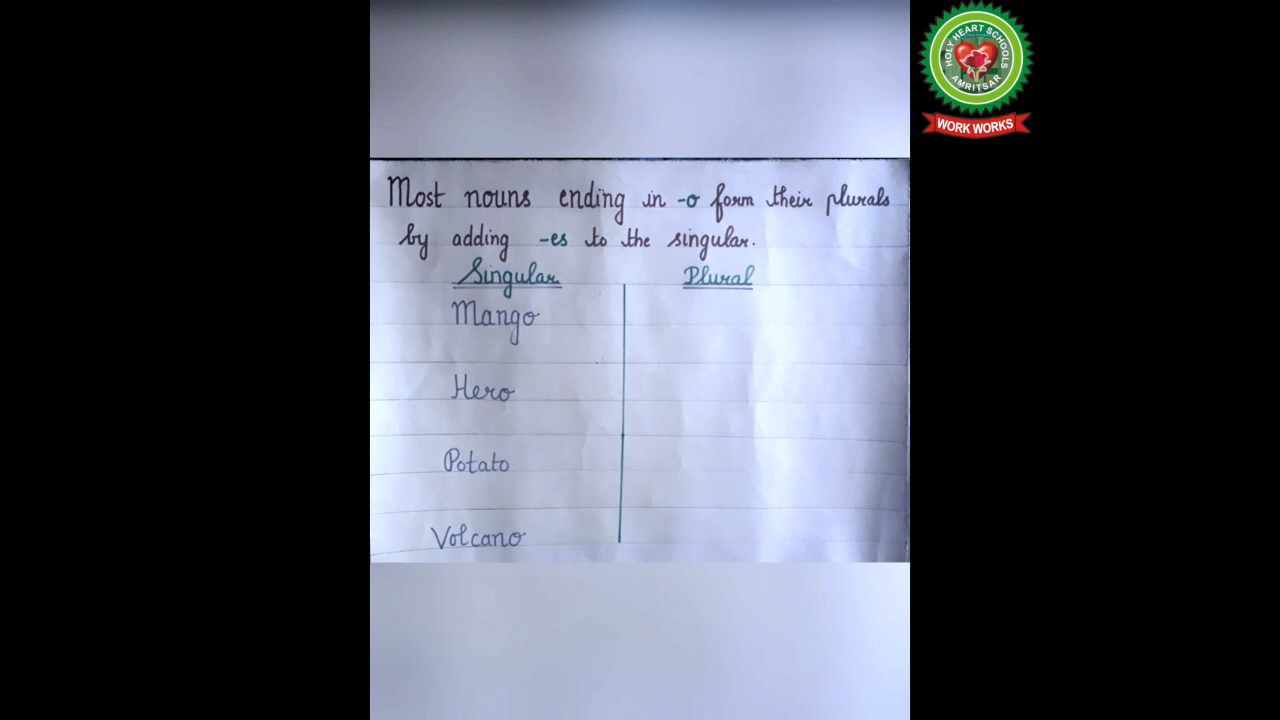 HOLY HEART SCHOOLS
AMRITSAR
WORK WORKS
Most nouns ending in -o form their plurals
by adding -es to the singular.
Singular Plural
Mango
Hero
Potato
Volcano